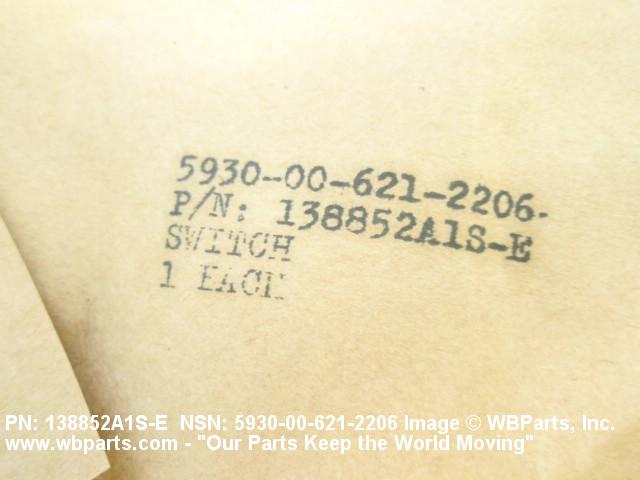 5930-00-621-2206-
P/N: 138852A1S-E
SWITCH
1 EACH
PN: 138852A1S-E  NSN: 5930-00-621-2206 Image © WBParts, Inc.
www.wbparts.com - "Our Parts Keep the World Moving"